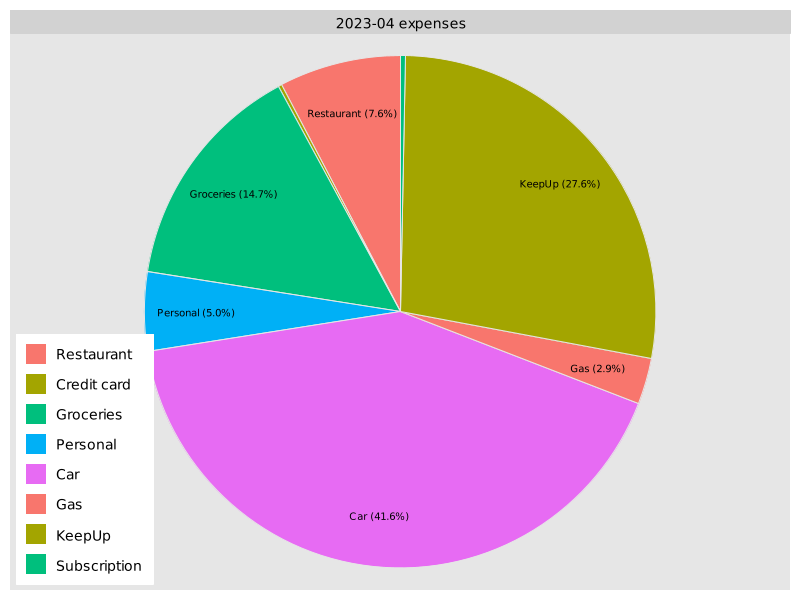 2023-04 expenses
Restaurant (7.6%)
KeepUp (27.6%)
Groceries (14.7%)
Personal (5.0%)
Gas (2.9%)
Car (41.6%)
Restaurant
Credit card
Groceries
Personal
Car
Gas
KeepUp
Subscription